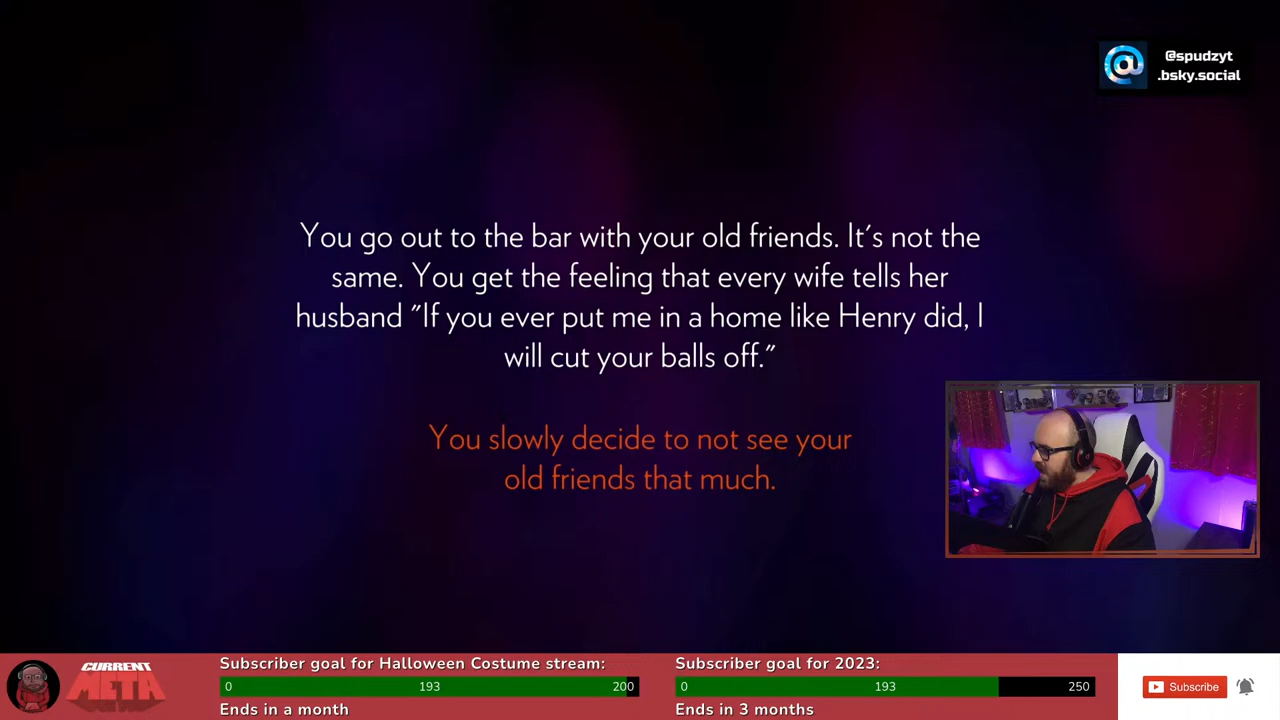 @spudzyt
.bsky.social
You go out to the bar with your old friends. It's not the
same. You get the feeling that every wife tells her
husband "If you ever put me in a home like Henry did, I
will cut your balls off."
You slowly decide to not see your
old friends that much.
CURRENT
META
Subscriber goal for Halloween Costume stream:
0 193 200
Ends in a month
Subscriber goal for 2023:
0 193 250
Ends in 3 months
Subscribe